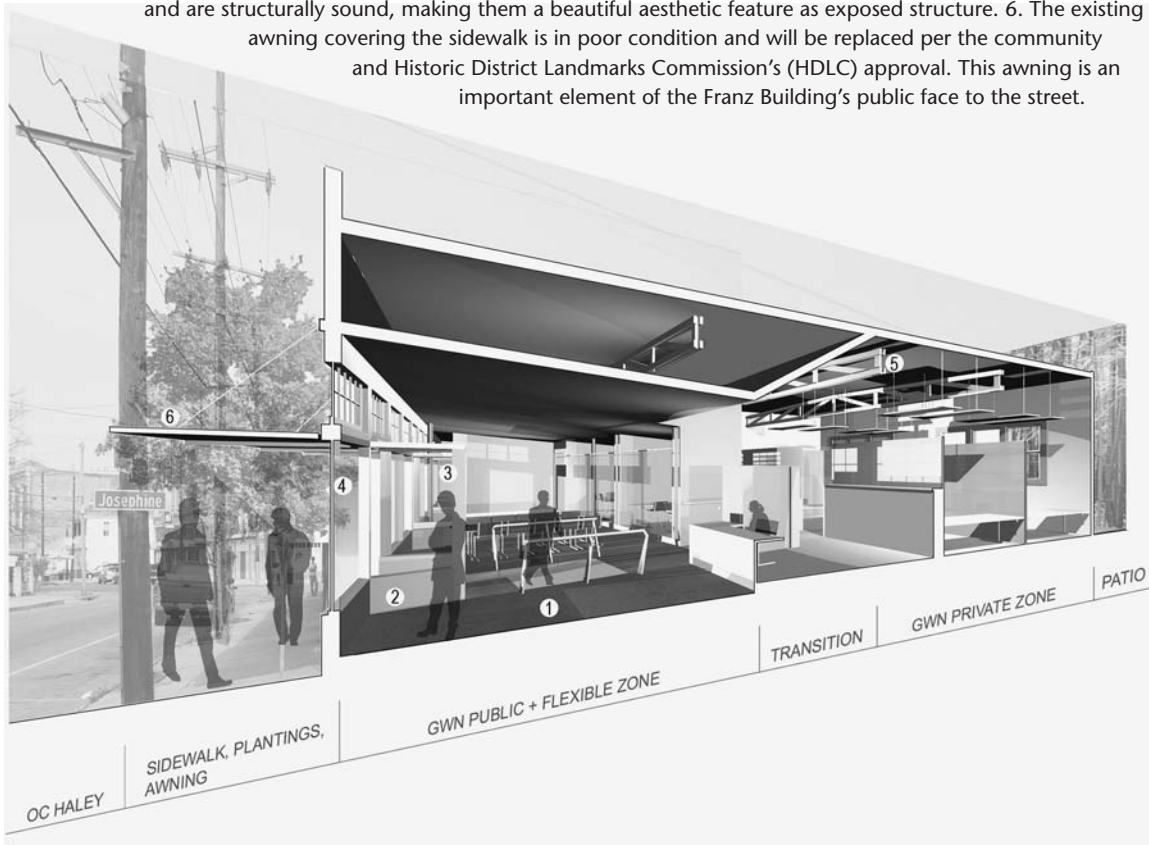 and are structurally sound, making them a beautiful aesthetic feature as exposed structure. 6. The existing
awning covering the sidewalk is in poor condition and will be replaced per the community
and Historic District Landmarks Commission's (HDLC) approval. This awning is an
important element of the Franz Building's public face to the street.
6
5
3
4
Josephine
2
1
PATIO
GWN PRIVATE ZONE
TRANSITION
GWN PUBLIC + FLEXIBLE ZONE
SIDEWALK, PLANTINGS,
AWNING
OC HALEY